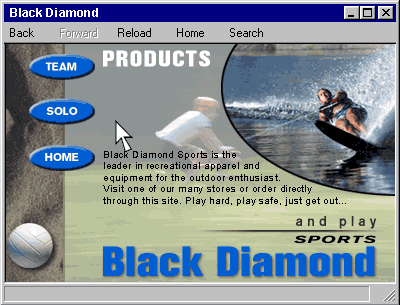 Black Diamond
Back Forward Reload Home Search
PRODUCTS
TEAM
SOLO
HOME
Black Diamond Sports is the
leader in recreational apparel and
equipment for the outdoor enthusiast.
Visit one of our many stores or order directly
through this site. Play hard, play safe, just get out...
and play
SPORTS
Black Diamond